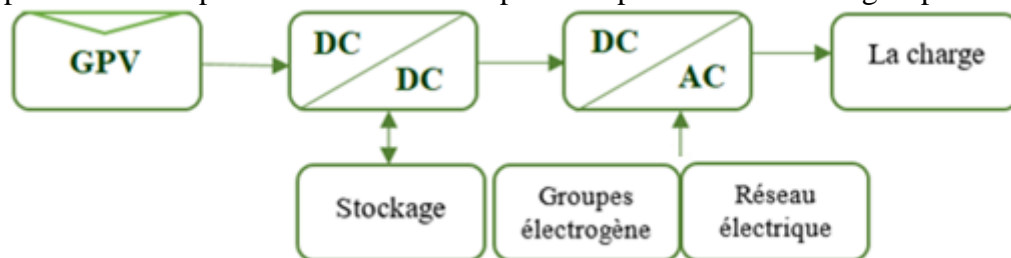 GPV
DC
DC
DC
AC
La charge
Stockage
Groupes
électrogène
Réseau
électrique